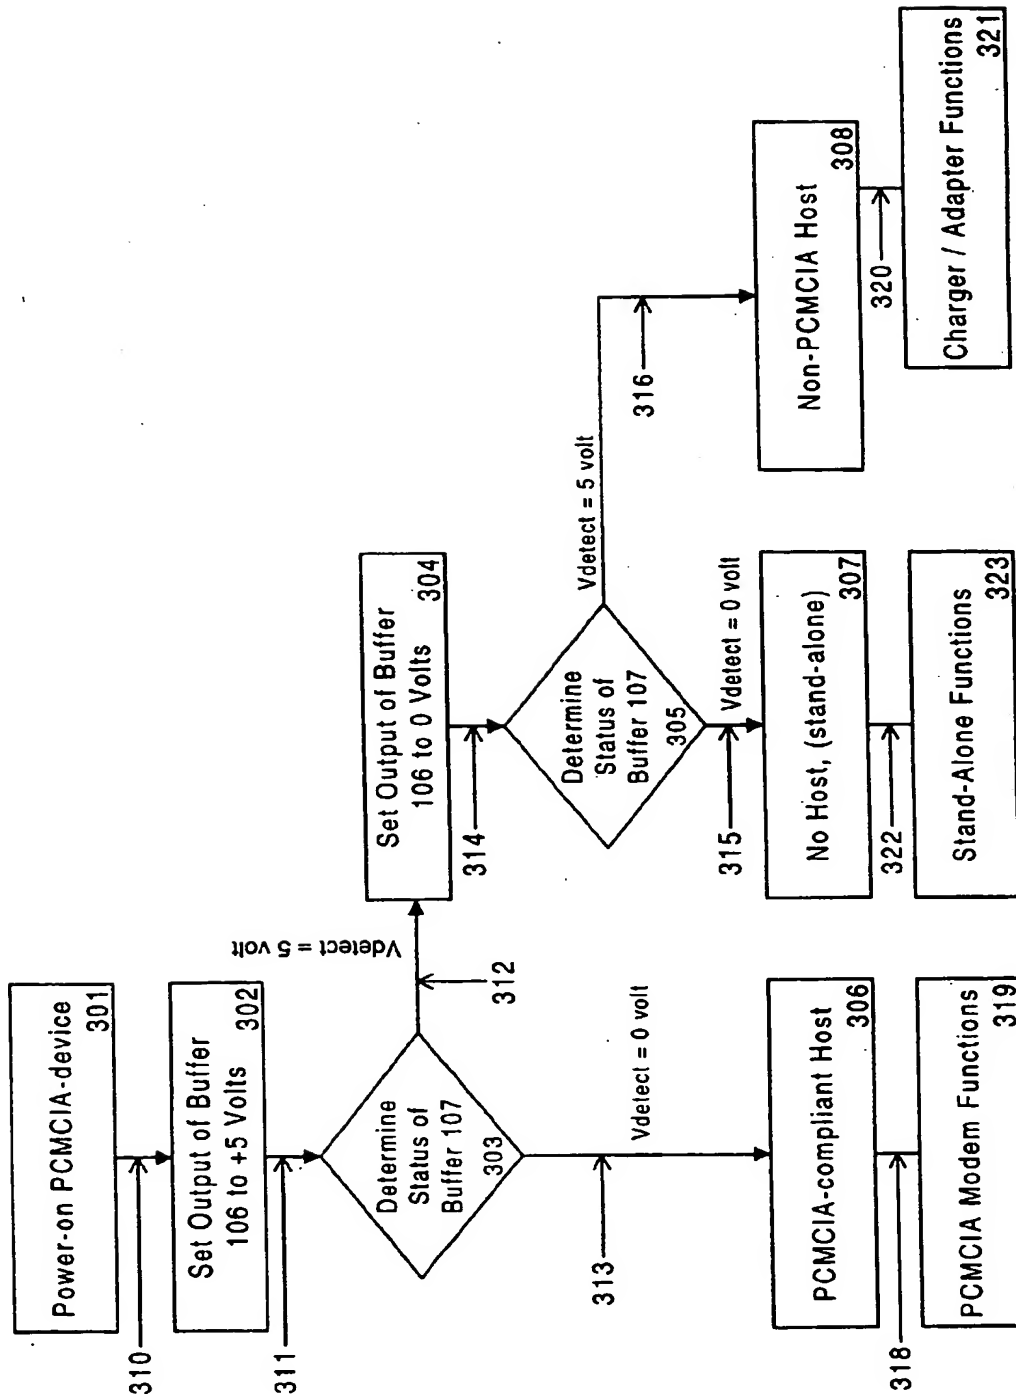 Power-on PCMCIA-device
301
310
Set Output of Buffer
106 to +5 Volts
302
311
Determine
Status of
Buffer 107
303
Vdetect = 5 volt
312
Set Output of Buffer
106 to 0 Volts
304
314
Determine
Status of
Buffer 107
305
Vdetect = 5 volt
316
Vdetect = 0 volt
313
Vdetect = 0 volt
315
PCMCIA-compliant Host
306
No Host, (stand-alone)
307
Non-PCMCIA Host
308
318
322
320
PCMCIA Modem Functions
319
Stand-Alone Functions
323
Charger / Adapter Functions
321